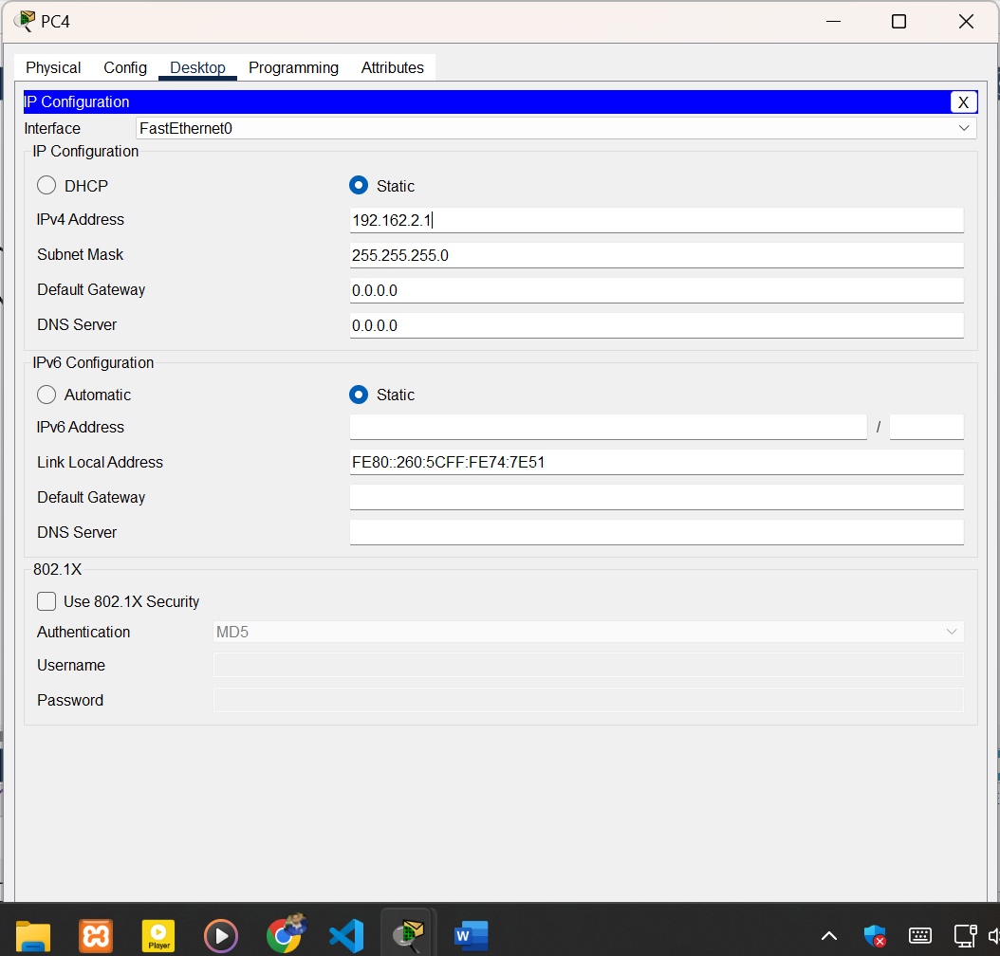 PC4
Physical Config Desktop Programming Attributes
IP Configuration X
Interface FastEthernet0
IP Configuration
DHCP Static
IPv4 Address 192.162.2.1
Subnet Mask 255.255.255.0
Default Gateway 0.0.0.0
DNS Server 0.0.0.0
IPv6 Configuration
Automatic Static
IPv6 Address /
Link Local Address FE80::260:5CFF:FE74:7E51
Default Gateway
DNS Server
802.1X
Use 802.1X Security
Authentication MD5
Username
Password
Player W